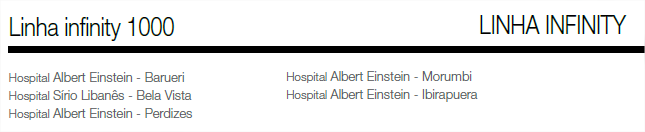 Linha infinity 1000
LINHA INFINITY
Hospital Albert Einstein - Barueri
Hospital Sírio Libanês - Bela Vista
Hospital Albert Einstein - Perdizes
Hospital Albert Einstein - Morumbi
Hospital Albert Einstein - Ibirapuera